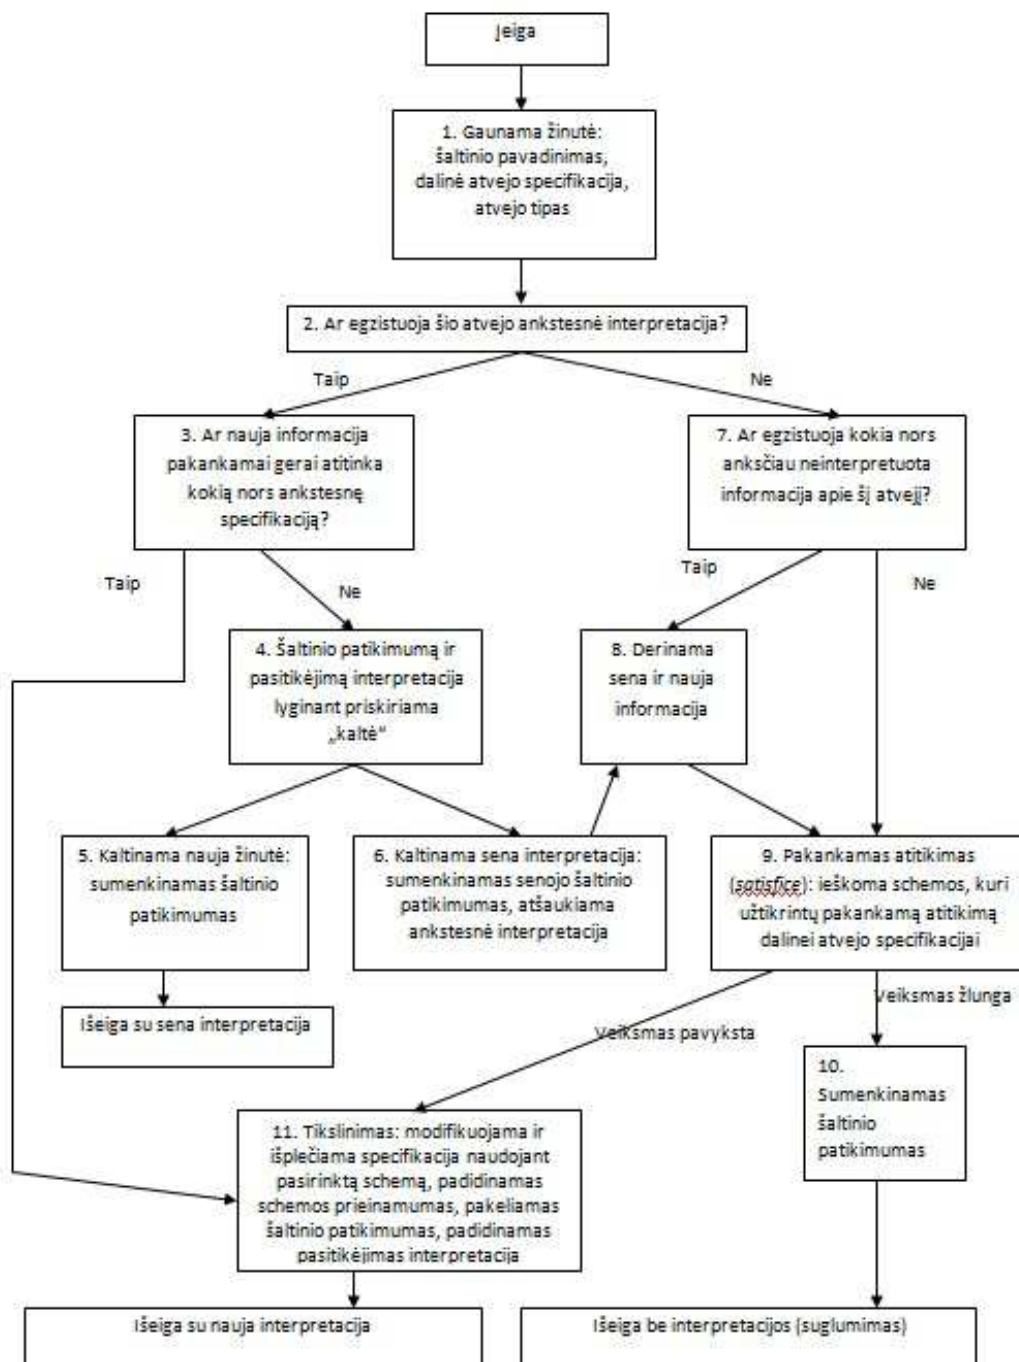 Įeiga
1. Gaunama žinutė:
šaltinio pavadinimas,
dalinė atvejo specifikacija,
atvejo tipas
2. Ar egzistuoja šio atvejo ankstesnė interpretacija?
Taip
Ne
3. Ar nauja informacija
pakankamai gerai atitinka
kokią nors ankstesnę
specifikaciją?
7. Ar egzistuoja kokia nors
anksčiau neinterpretuota
informacija apie šį atvejį?
Taip
Ne
Taip
Ne
4. Šaltinio patikimumą ir
pasitikėjimą interpretacija
lyginant priskiriama
„kaltė“
8. Derinama
sena ir nauja
informacija
5. Kaltinama nauja žinutė:
sumenkinamas šaltinio
patikimumas
6. Kaltinama sena interpretacija:
sumenkinamas senojo šaltinio
patikimumas, atšaukiama
ankstesnė interpretacija
9. Pakankamas atitikimas
(satisfice): ieškoma schemos, kuri
užtikrintų pakankamą atitikimą
dalinei atvejo specifikacijai
Išeiga su sena interpretacija
Veiksmas pavyksta
Veiksmas žlunga
10.
Sumenkinamas
šaltinio
patikimumas
11. Tikslinimas: modifikuojama ir
išplečiama specifikacija naudojant
pasirinktą schemą, padidinamas
schemos prieinamumas, pakeliamas
šaltinio patikimumas, padidinamas
pasitikėjimas interpretacija
Išeiga su nauja interpretacija
Išeiga be interpretacijos (suglumimas)